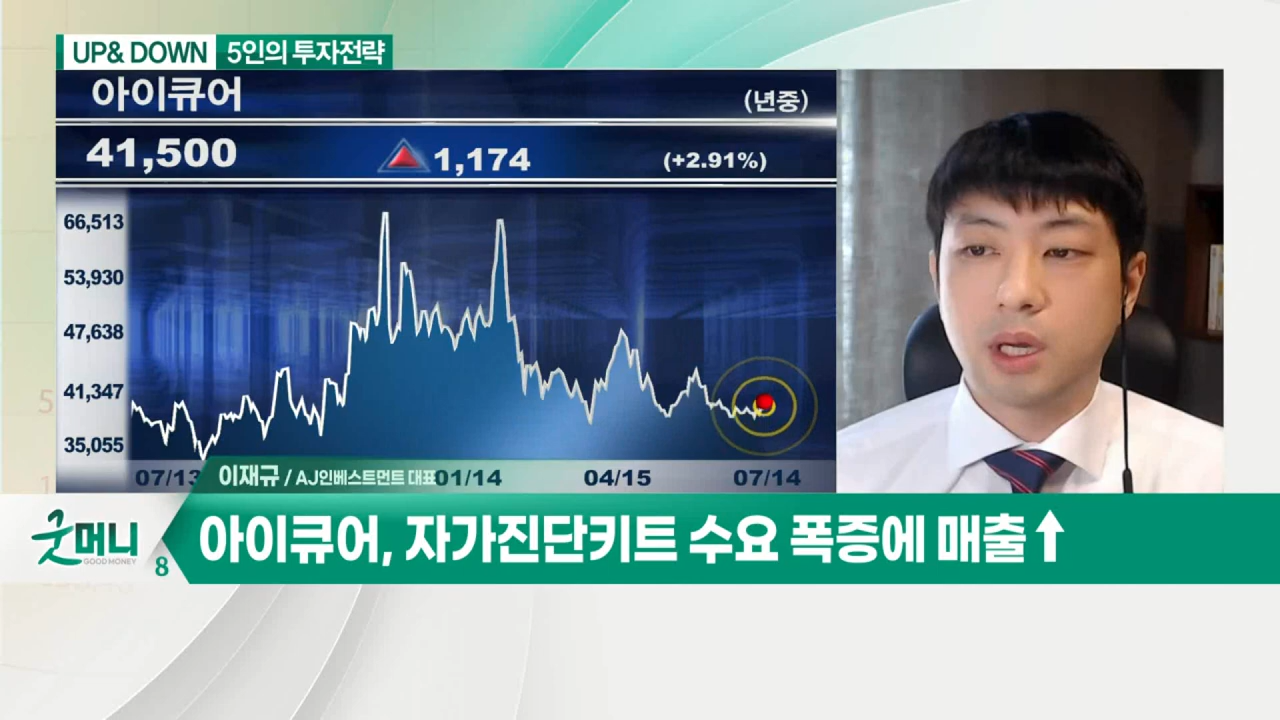 UP& DOWN 5인의 투자전략
아이큐어 (년중)
41,500 1,174 (+2.91%)
66,513
53,930
47,638
41,347
35,055
07/13 01/14 04/15 07/14
이재규 / AJ인베스트먼트 대표
굿머니
GOOD MONEY
8
아이큐어, 자가진단키트 수요 폭증에 매출↑